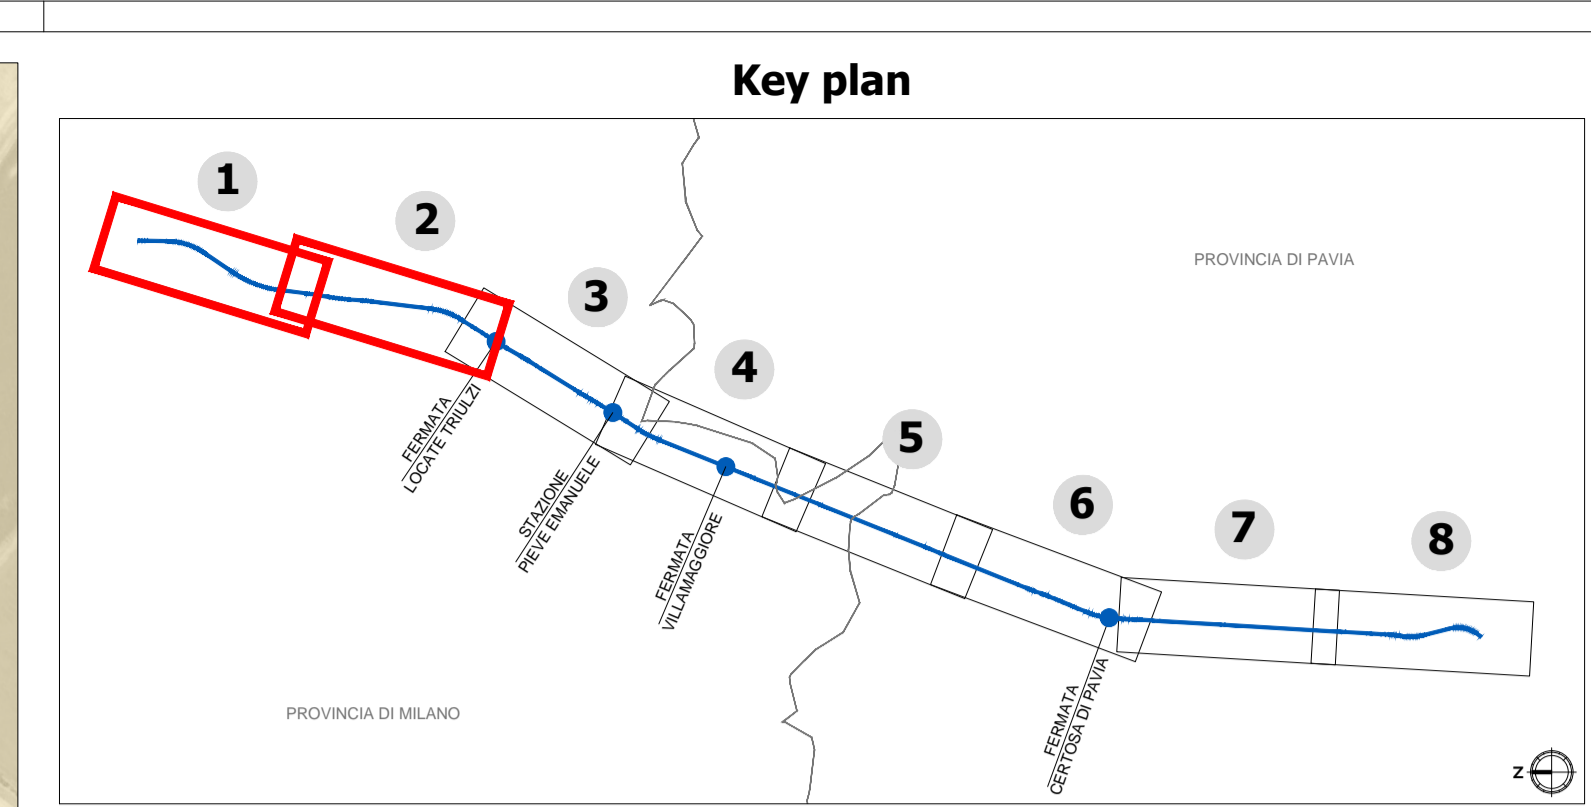 Key plan
1
2
3
4
5
6
7
8
PROVINCIA DI PAVIA
FERMATA
LOCATE TRIULZI
STAZIONE
PIEVE EMANUELE
FERMATA
VILLAMAGGIORE
FERMATA
CERTOSA DI PAVIA
PROVINCIA DI MILANO
N